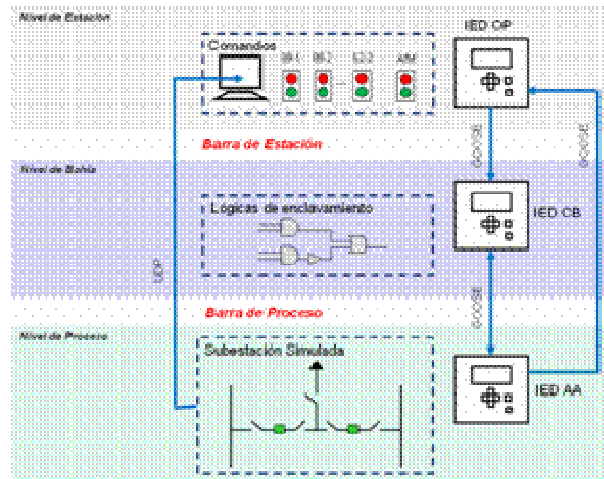 Nivel de Estación
IED OP
Comandos
A/M
GOOSE
GOOSE
Barra de Estación
Nivel de Bahía
Lógicas de enclavamiento
IED CB
UDP
GOOSE
Barra de Proceso
Nivel de Proceso
Subestación Simulada
IED AA